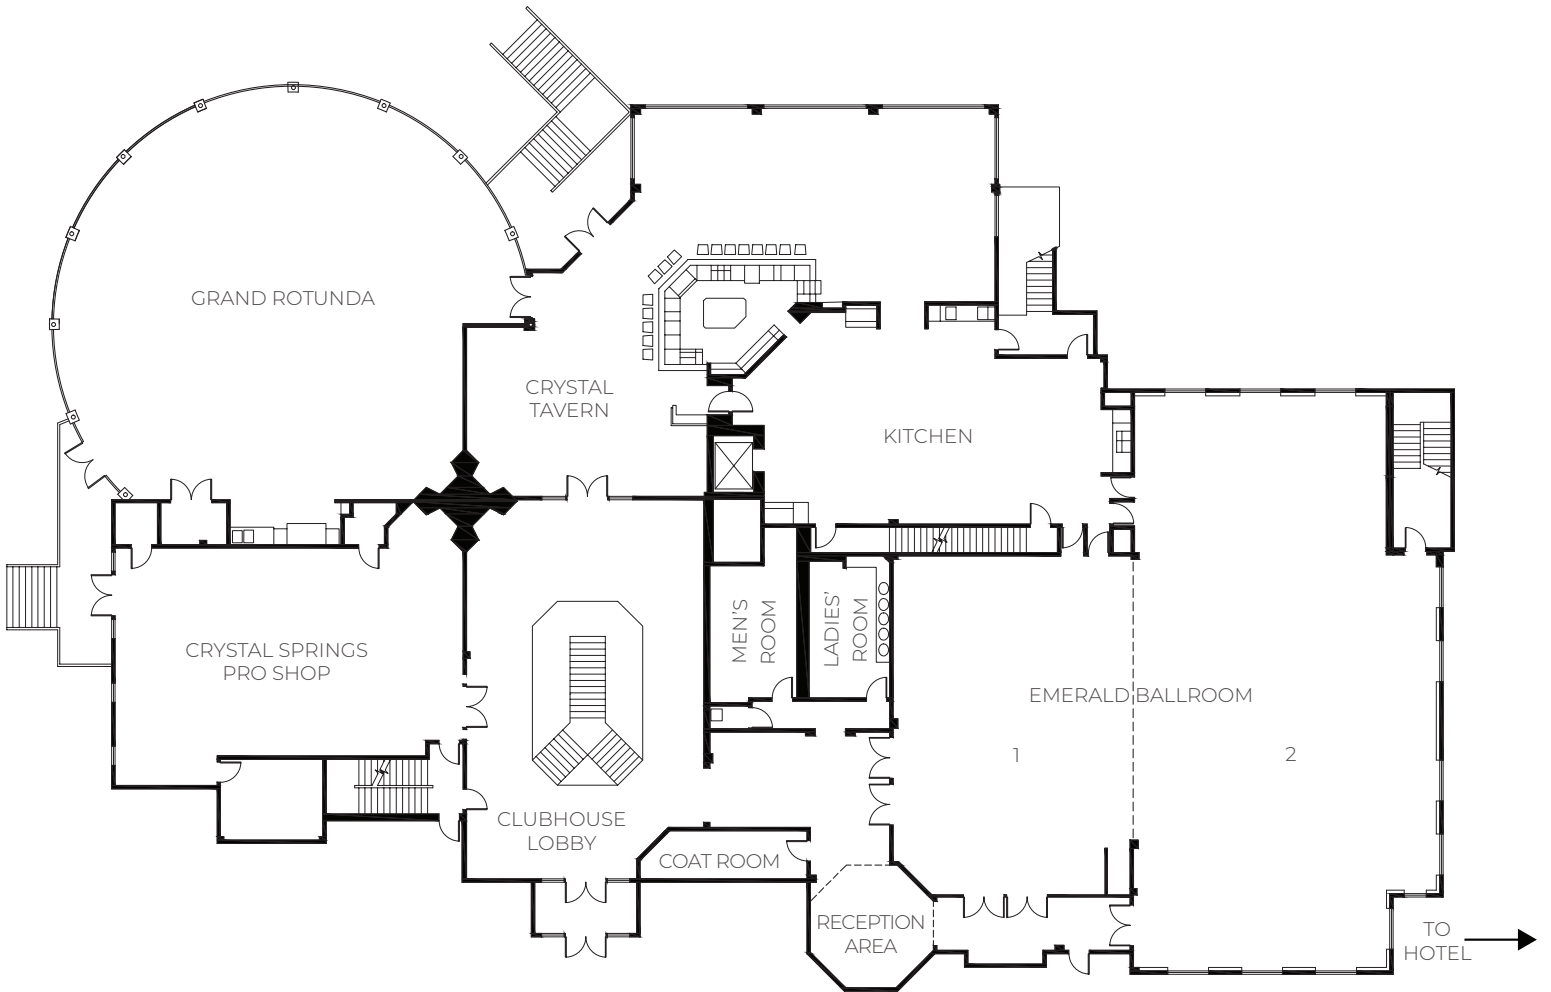 GRAND ROTUNDA
CRYSTAL
TAVERN
KITCHEN
MEN'S
ROOM
LADIES'
ROOM
CRYSTAL SPRINGS
PRO SHOP
EMERALD BALLROOM
1
2
CLUBHOUSE
LOBBY
COAT ROOM
RECEPTION
AREA
TO
HOTEL